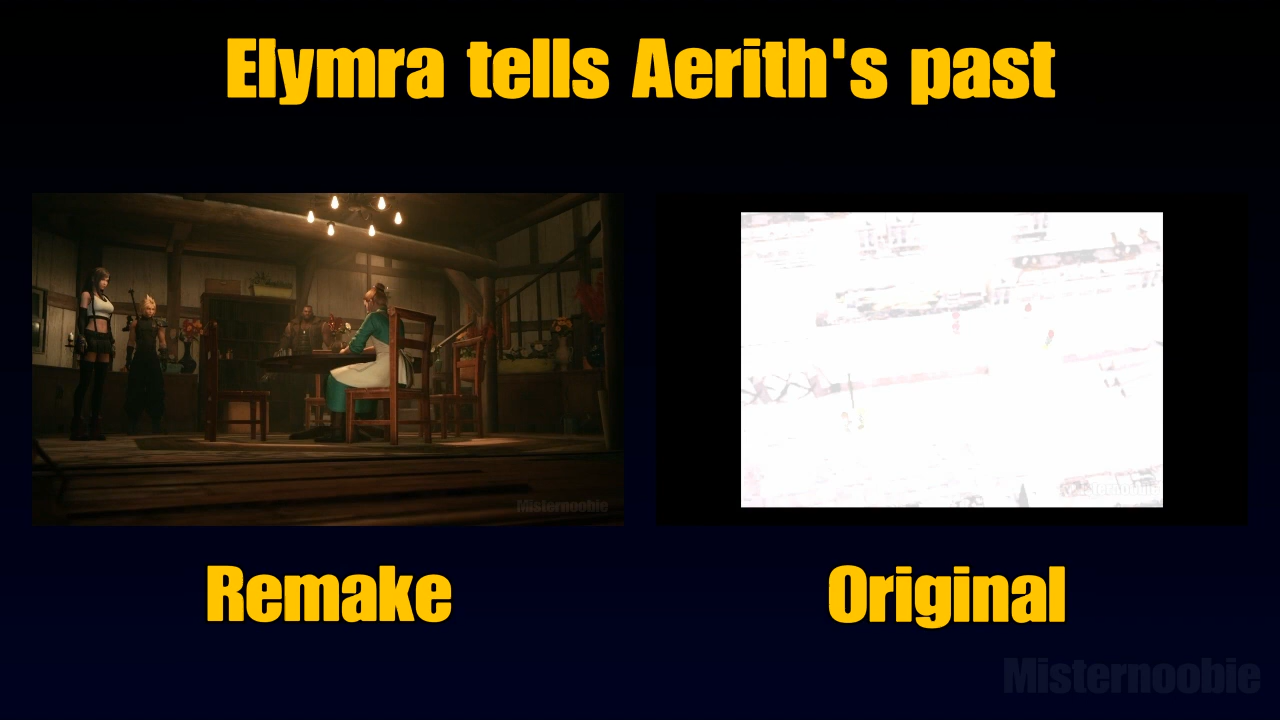 Elymra tells Aerith's past
Misternoobie
Remake
Original
Misternoobie